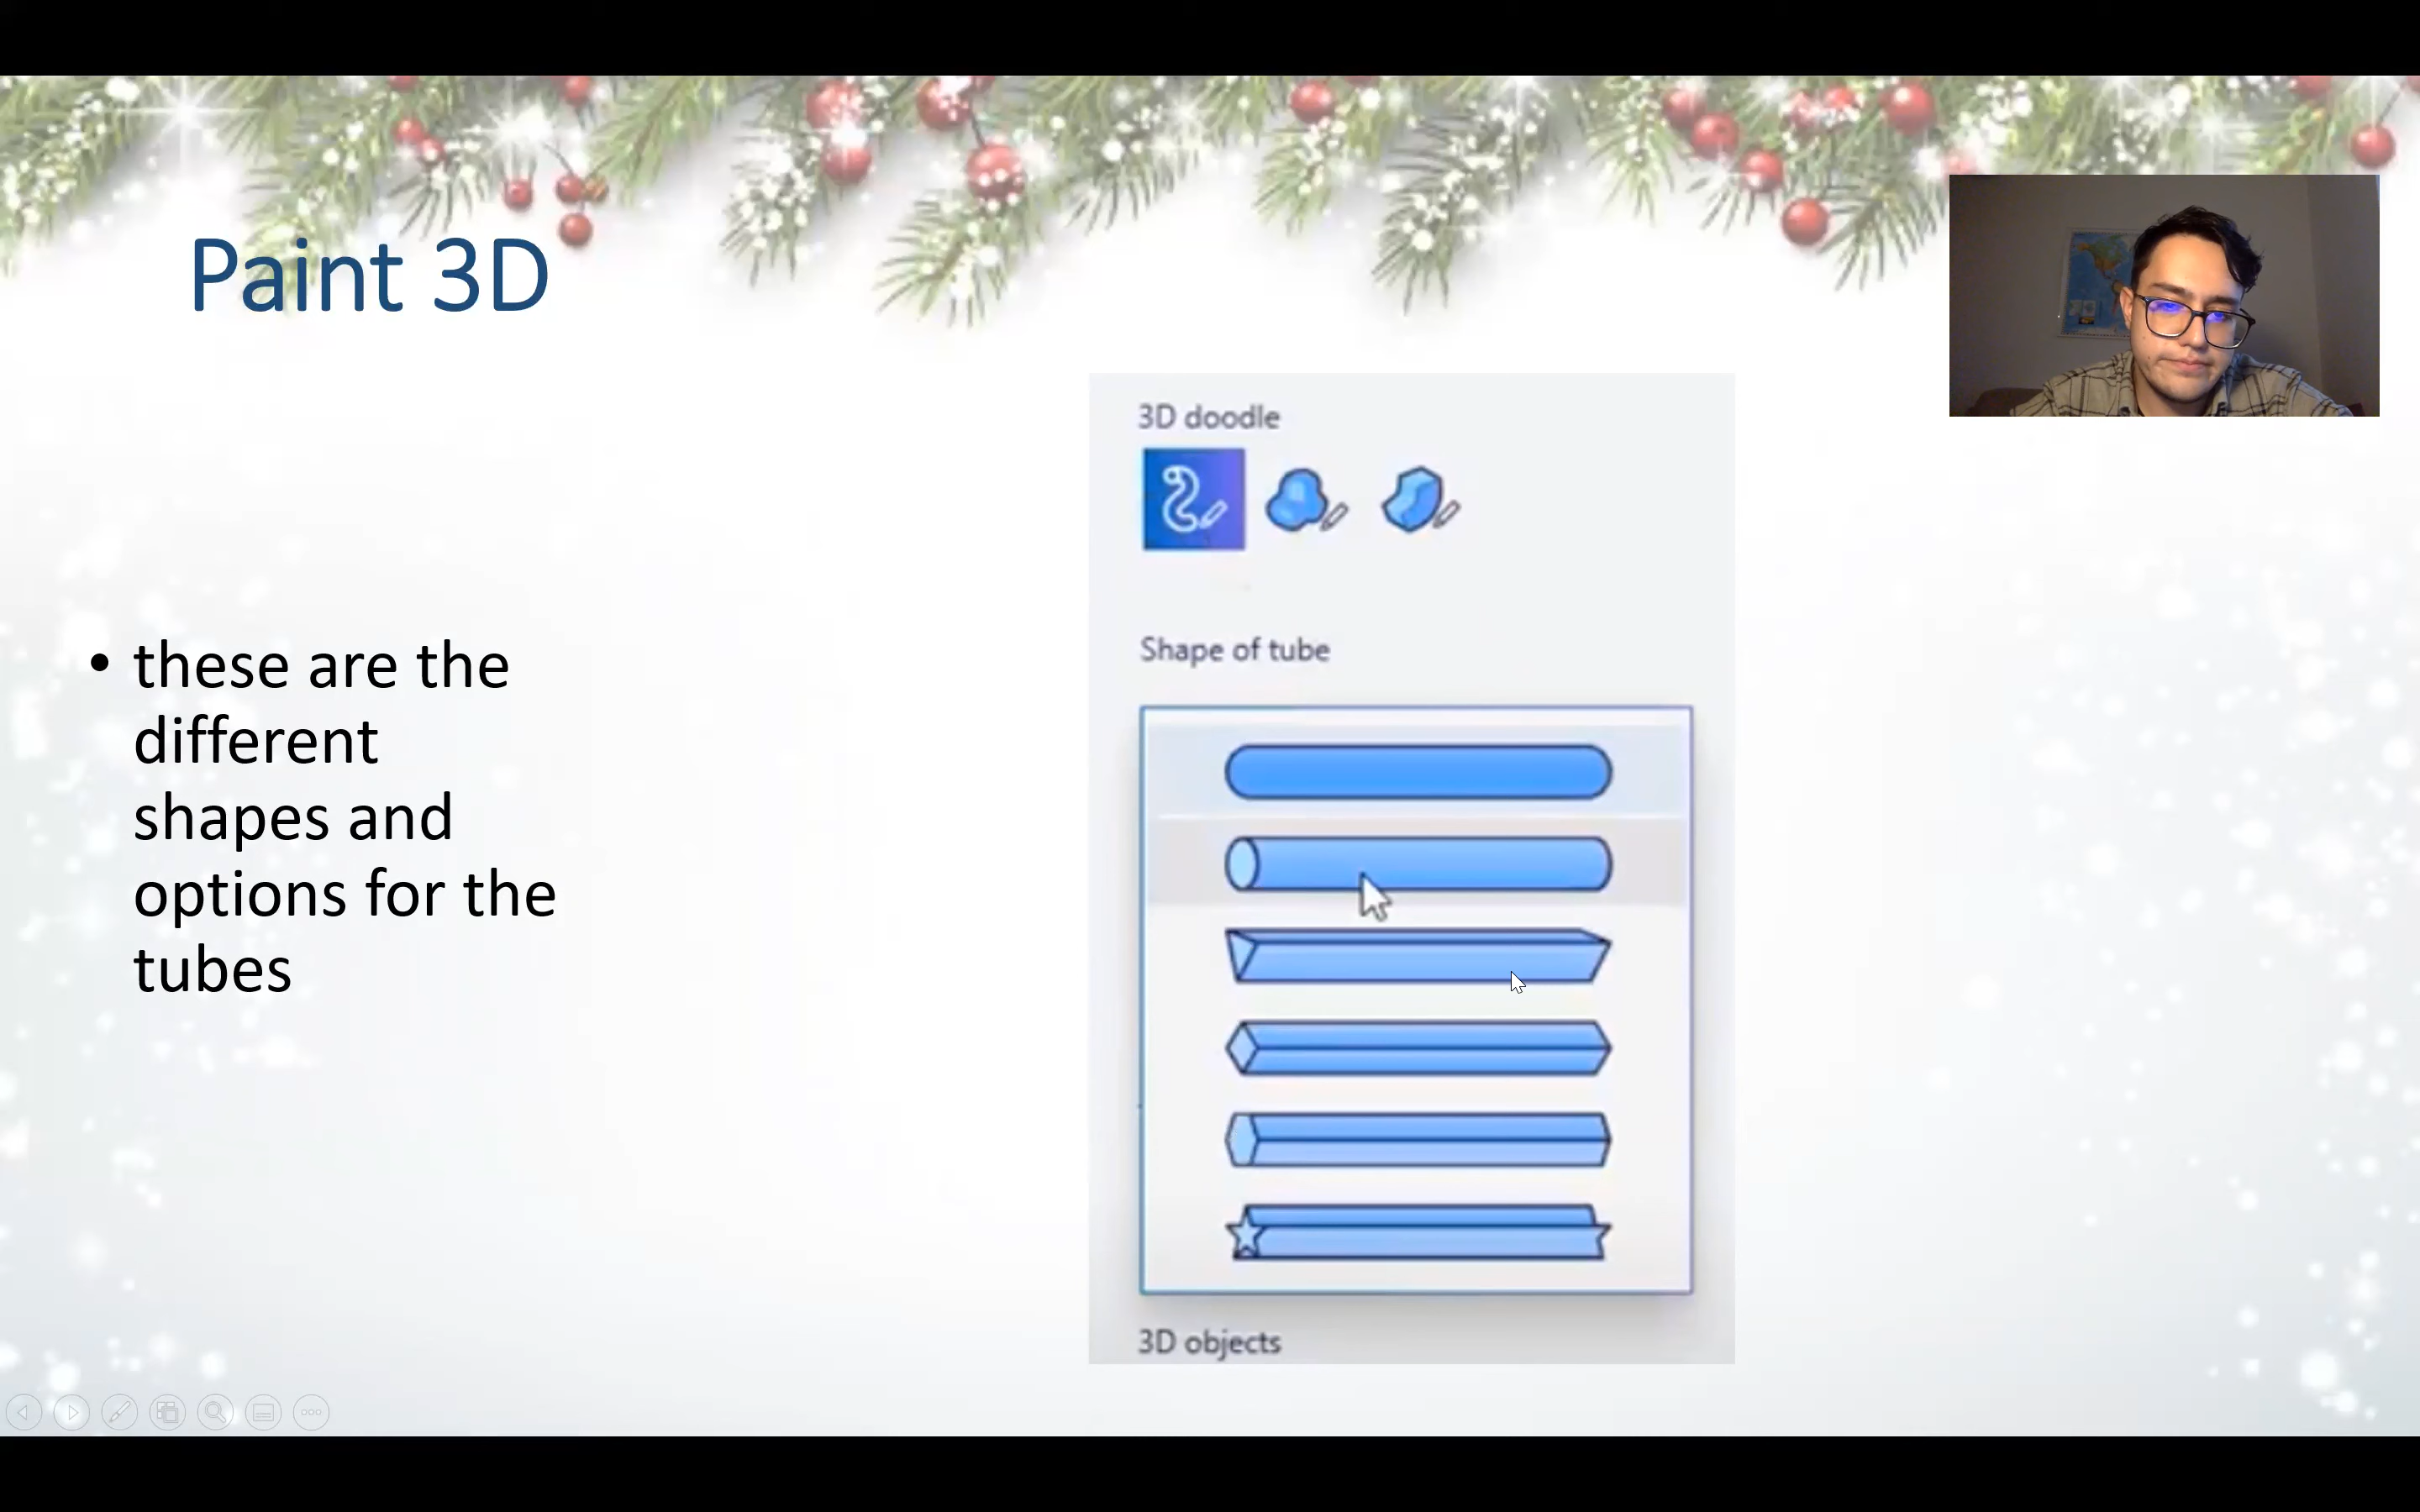 Paint 3D
• these are the
different
shapes and
options for the
tubes
3D doodle
Shape of tube
3D objects